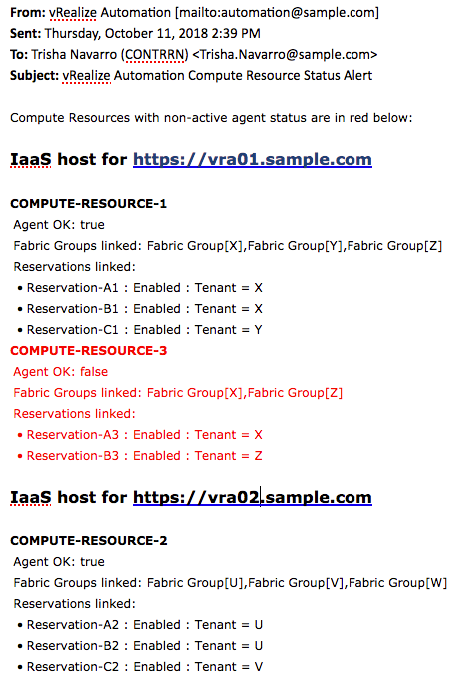 From: vRealize Automation [mailto:automation@sample.com]
Sent: Thursday, October 11, 2018 2:39 PM
To: Trisha Navarro (CONTRRN) <Trisha.Navarro@sample.com>
Subject: vRealize Automation Compute Resource Status Alert
Compute Resources with non-active agent status are in red below:
IaaS host for https://vra01.sample.com
COMPUTE-RESOURCE-1
Agent OK: true
Fabric Groups linked: Fabric Group[X],Fabric Group[Y],Fabric Group[Z]
Reservations linked:
• Reservation-A1 : Enabled : Tenant = X
• Reservation-B1 : Enabled : Tenant = X
• Reservation-C1 : Enabled : Tenant = Y
COMPUTE-RESOURCE-3
Agent OK: false
Fabric Groups linked: Fabric Group[X],Fabric Group[Z]
Reservations linked:
• Reservation-A3 : Enabled : Tenant = X
• Reservation-B3 : Enabled : Tenant = Z
IaaS host for https://vra02.sample.com
COMPUTE-RESOURCE-2
Agent OK: true
Fabric Groups linked: Fabric Group[U],Fabric Group[V],Fabric Group[W]
Reservations linked:
• Reservation-A2 : Enabled : Tenant = U
• Reservation-B2 : Enabled : Tenant = U
• Reservation-C2 : Enabled : Tenant = V